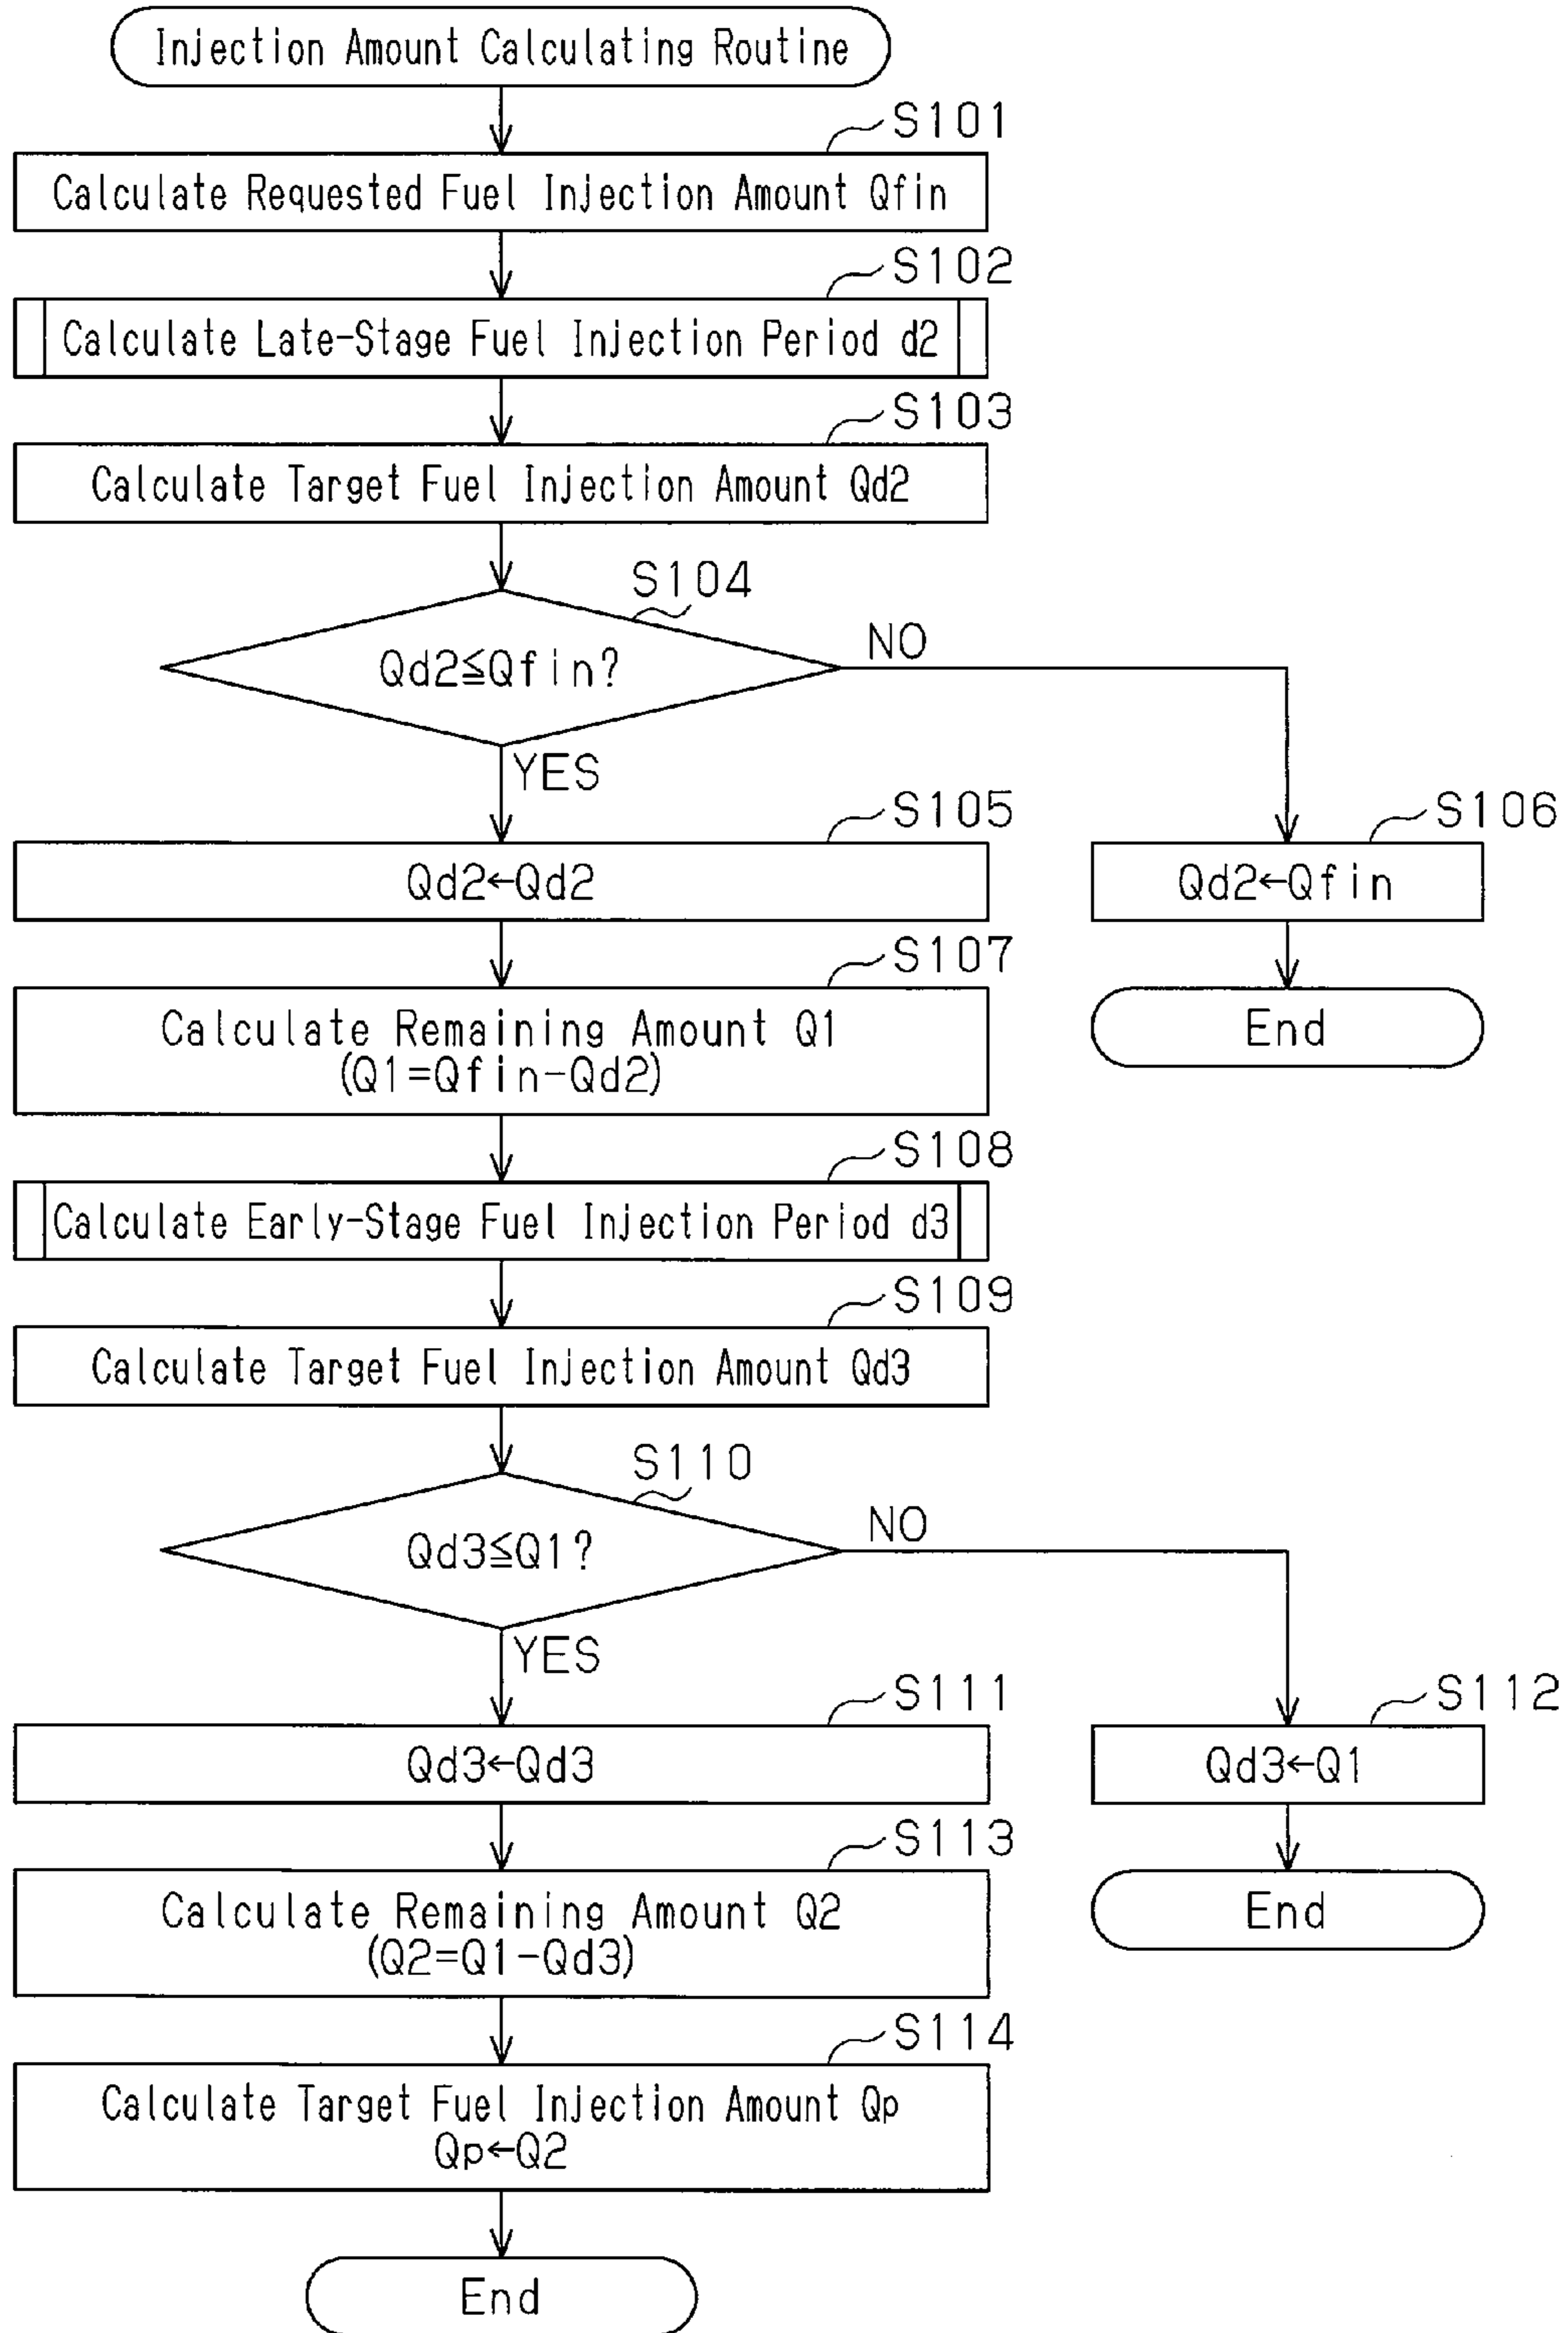 Injection Amount Calculating Routine
S101
Calculate Requested Fuel Injection Amount Qfin
S102
Calculate Late-Stage Fuel Injection Period d2
S103
Calculate Target Fuel Injection Amount Qd2
S104
Qd2≦Qfin?
NO
YES
S105
Qd2←Qd2
S106
Qd2←Qfin
End
S107
Calculate Remaining Amount Q1
(Q1=Qfin-Qd2)
S108
Calculate Early-Stage Fuel Injection Period d3
S109
Calculate Target Fuel Injection Amount Qd3
S110
Qd3≦Q1?
NO
YES
S111
Qd3←Qd3
S112
Qd3←Q1
End
S113
Calculate Remaining Amount Q2
(Q2=Q1-Qd3)
S114
Calculate Target Fuel Injection Amount Qp
Qp←Q2
End